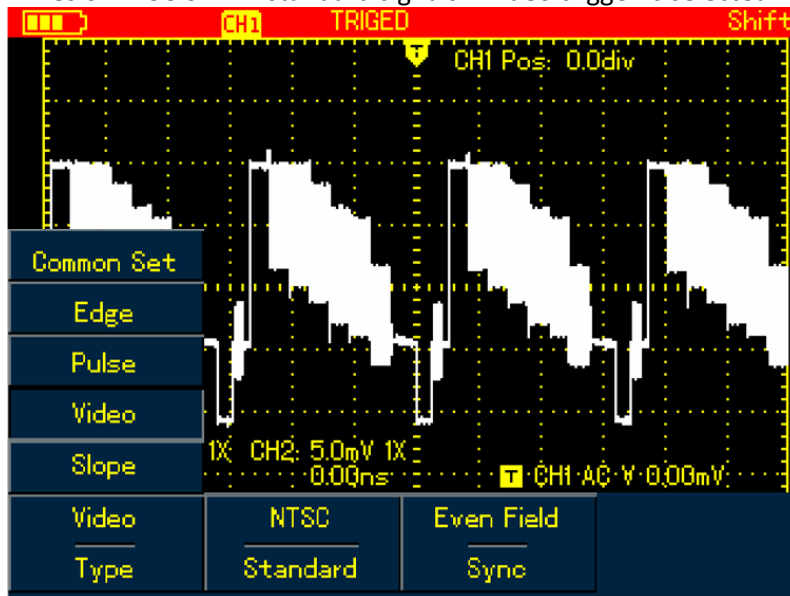 CH1 TRIGED Shift
T CH1 Pos: 0.0div
Common Set
Edge
Pulse
Video
Slope
1X CH2: 5.0mV 1X
0.00ns T CH1 AC V 0.00mV
Video NTSC Even Field
Type Standard Sync